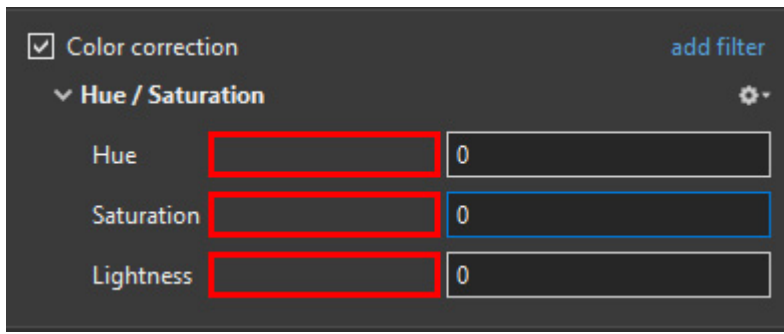 Color correction add filter
Hue / Saturation
Hue 0
Saturation 0
Lightness 0